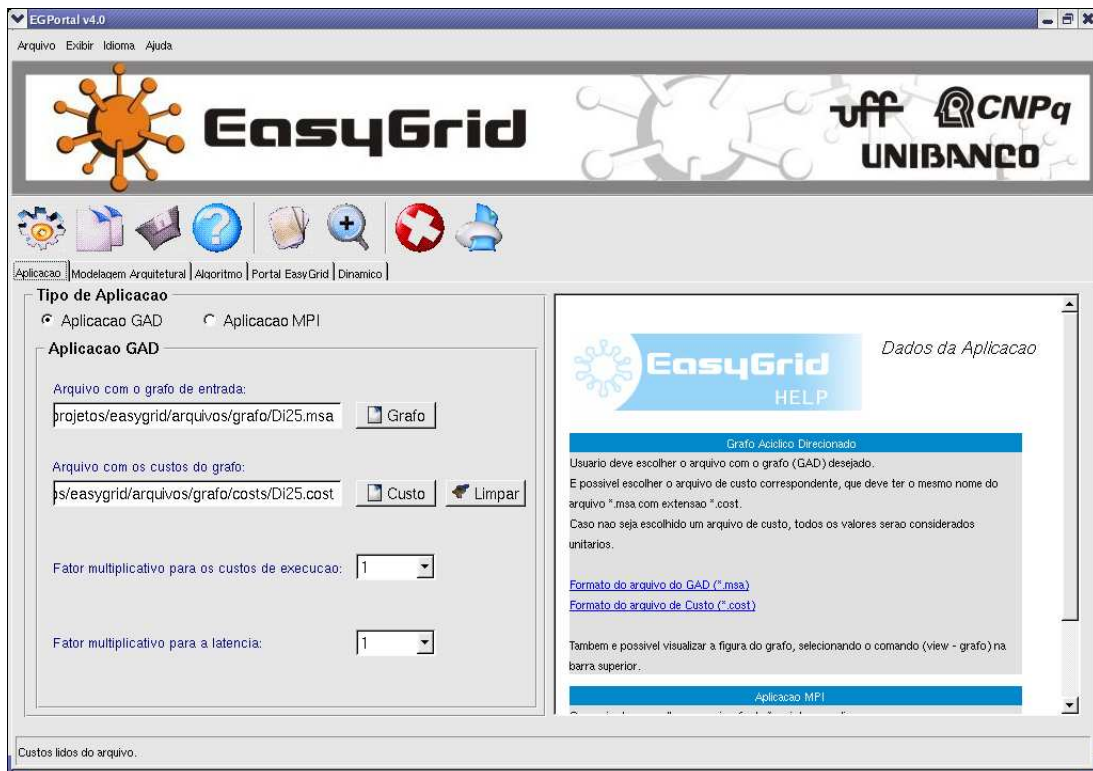 EGPortal v4.0
Arquivo Exibir Idioma Ajuda
EasyGrid
uff CNPq
UNIBANCO
Aplicacao Modelagem Arquitetural Algoritmo Portal EasyGrid Dinamico
Tipo de Aplicacao
Aplicacao GAD Aplicacao MPI
Aplicacao GAD
Arquivo com o grafo de entrada:
projetos/easygrid/arquivos/grafo/Di25.msa Grafo
Arquivo com os custos do grafo:
os/easygrid/arquivos/grafo/costs/Di25.cost Custo Limpar
Fator multiplicativo para os custos de execucao: 1
Fator multiplicativo para a latencia: 1
EasyGrid
HELP
Dados da Aplicacao
Grafo Aciclico Direcionado
Usuario deve escolher o arquivo com o grafo (GAD) desejado.
E possivel escolher o arquivo de custo correspondente, que deve ter o mesmo nome do
arquivo *.msa com extensao *.cost.
Caso nao seja escolhido um arquivo de custo, todos os valores serao considerados
unitarios.
Formato do arquivo do GAD (*.msa)
Formato do arquivo de Custo (*.cost)
Tambem e possivel visualizar a figura do grafo, selecionando o comando (view - grafo) na
barra superior.
Aplicacao MPI
Custos lidos do arquivo.